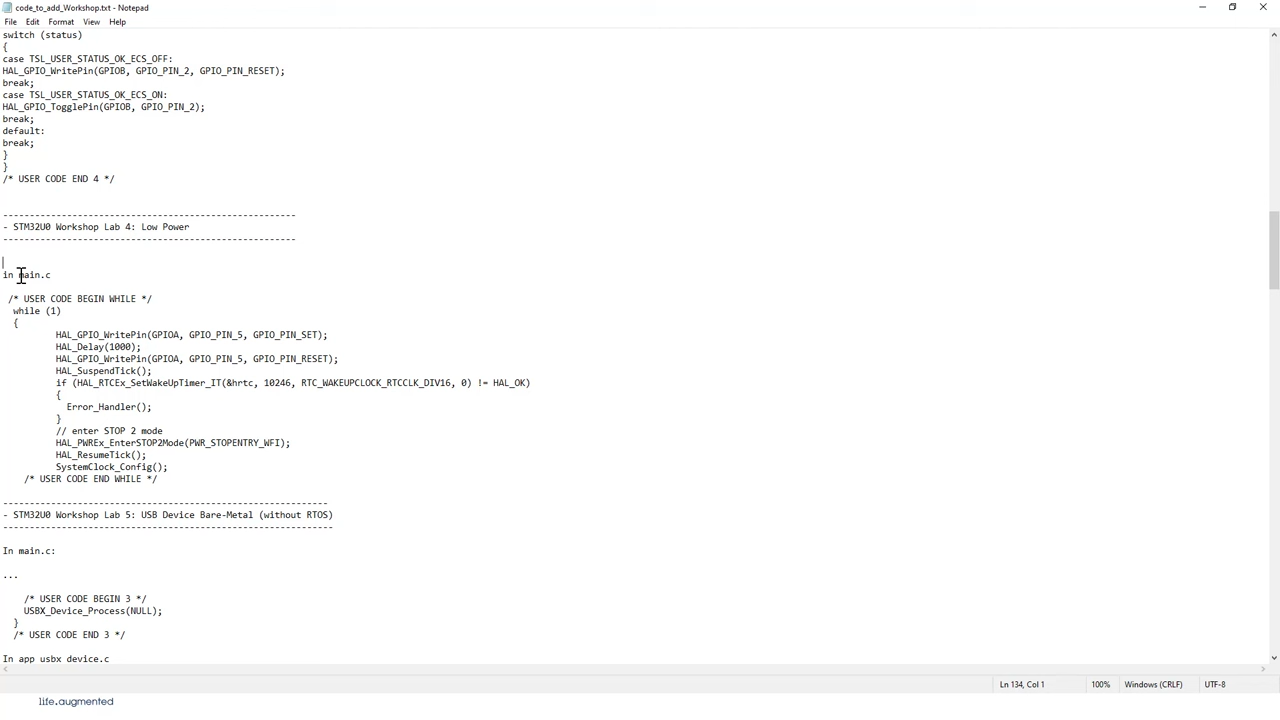 code_to_add_Workshop.txt - Notepad
File Edit Format View Help
switch (status)
{
case TSL_USER_STATUS_OK_ECS_OFF:
HAL_GPIO_WritePin(GPIOB, GPIO_PIN_2, GPIO_PIN_RESET);
break;
case TSL_USER_STATUS_OK_ECS_ON:
HAL_GPIO_TogglePin(GPIOB, GPIO_PIN_2);
break;
default:
break;
}
}
/* USER CODE END 4 */
-------------------------------------------------------
- STM32U0 Workshop Lab 4: Low Power
-------------------------------------------------------
in main.c
/* USER CODE BEGIN WHILE */
while (1)
{
HAL_GPIO_WritePin(GPIOA, GPIO_PIN_5, GPIO_PIN_SET);
HAL_Delay(1000);
HAL_GPIO_WritePin(GPIOA, GPIO_PIN_5, GPIO_PIN_RESET);
HAL_SuspendTick();
if (HAL_RTCEx_SetWakeUpTimer_IT(&hrtc, 10246, RTC_WAKEUPCLOCK_RTCCLK_DIV16, 0) != HAL_OK)
{
Error_Handler();
}
// enter STOP 2 mode
HAL_PWREx_EnterSTOP2Mode(PWR_STOPENTRY_WFI);
HAL_ResumeTick();
SystemClock_Config();
/* USER CODE END WHILE */
-------------------------------------------------------------
- STM32U0 Workshop Lab 5: USB Device Bare-Metal (without RTOS)
--------------------------------------------------------------
In main.c:
...
/* USER CODE BEGIN 3 */
USBX_Device_Process(NULL);
}
/* USER CODE END 3 */
In app_usbx_device.c
Ln 134, Col 1 100% Windows (CRLF) UTF-8
life.augmented